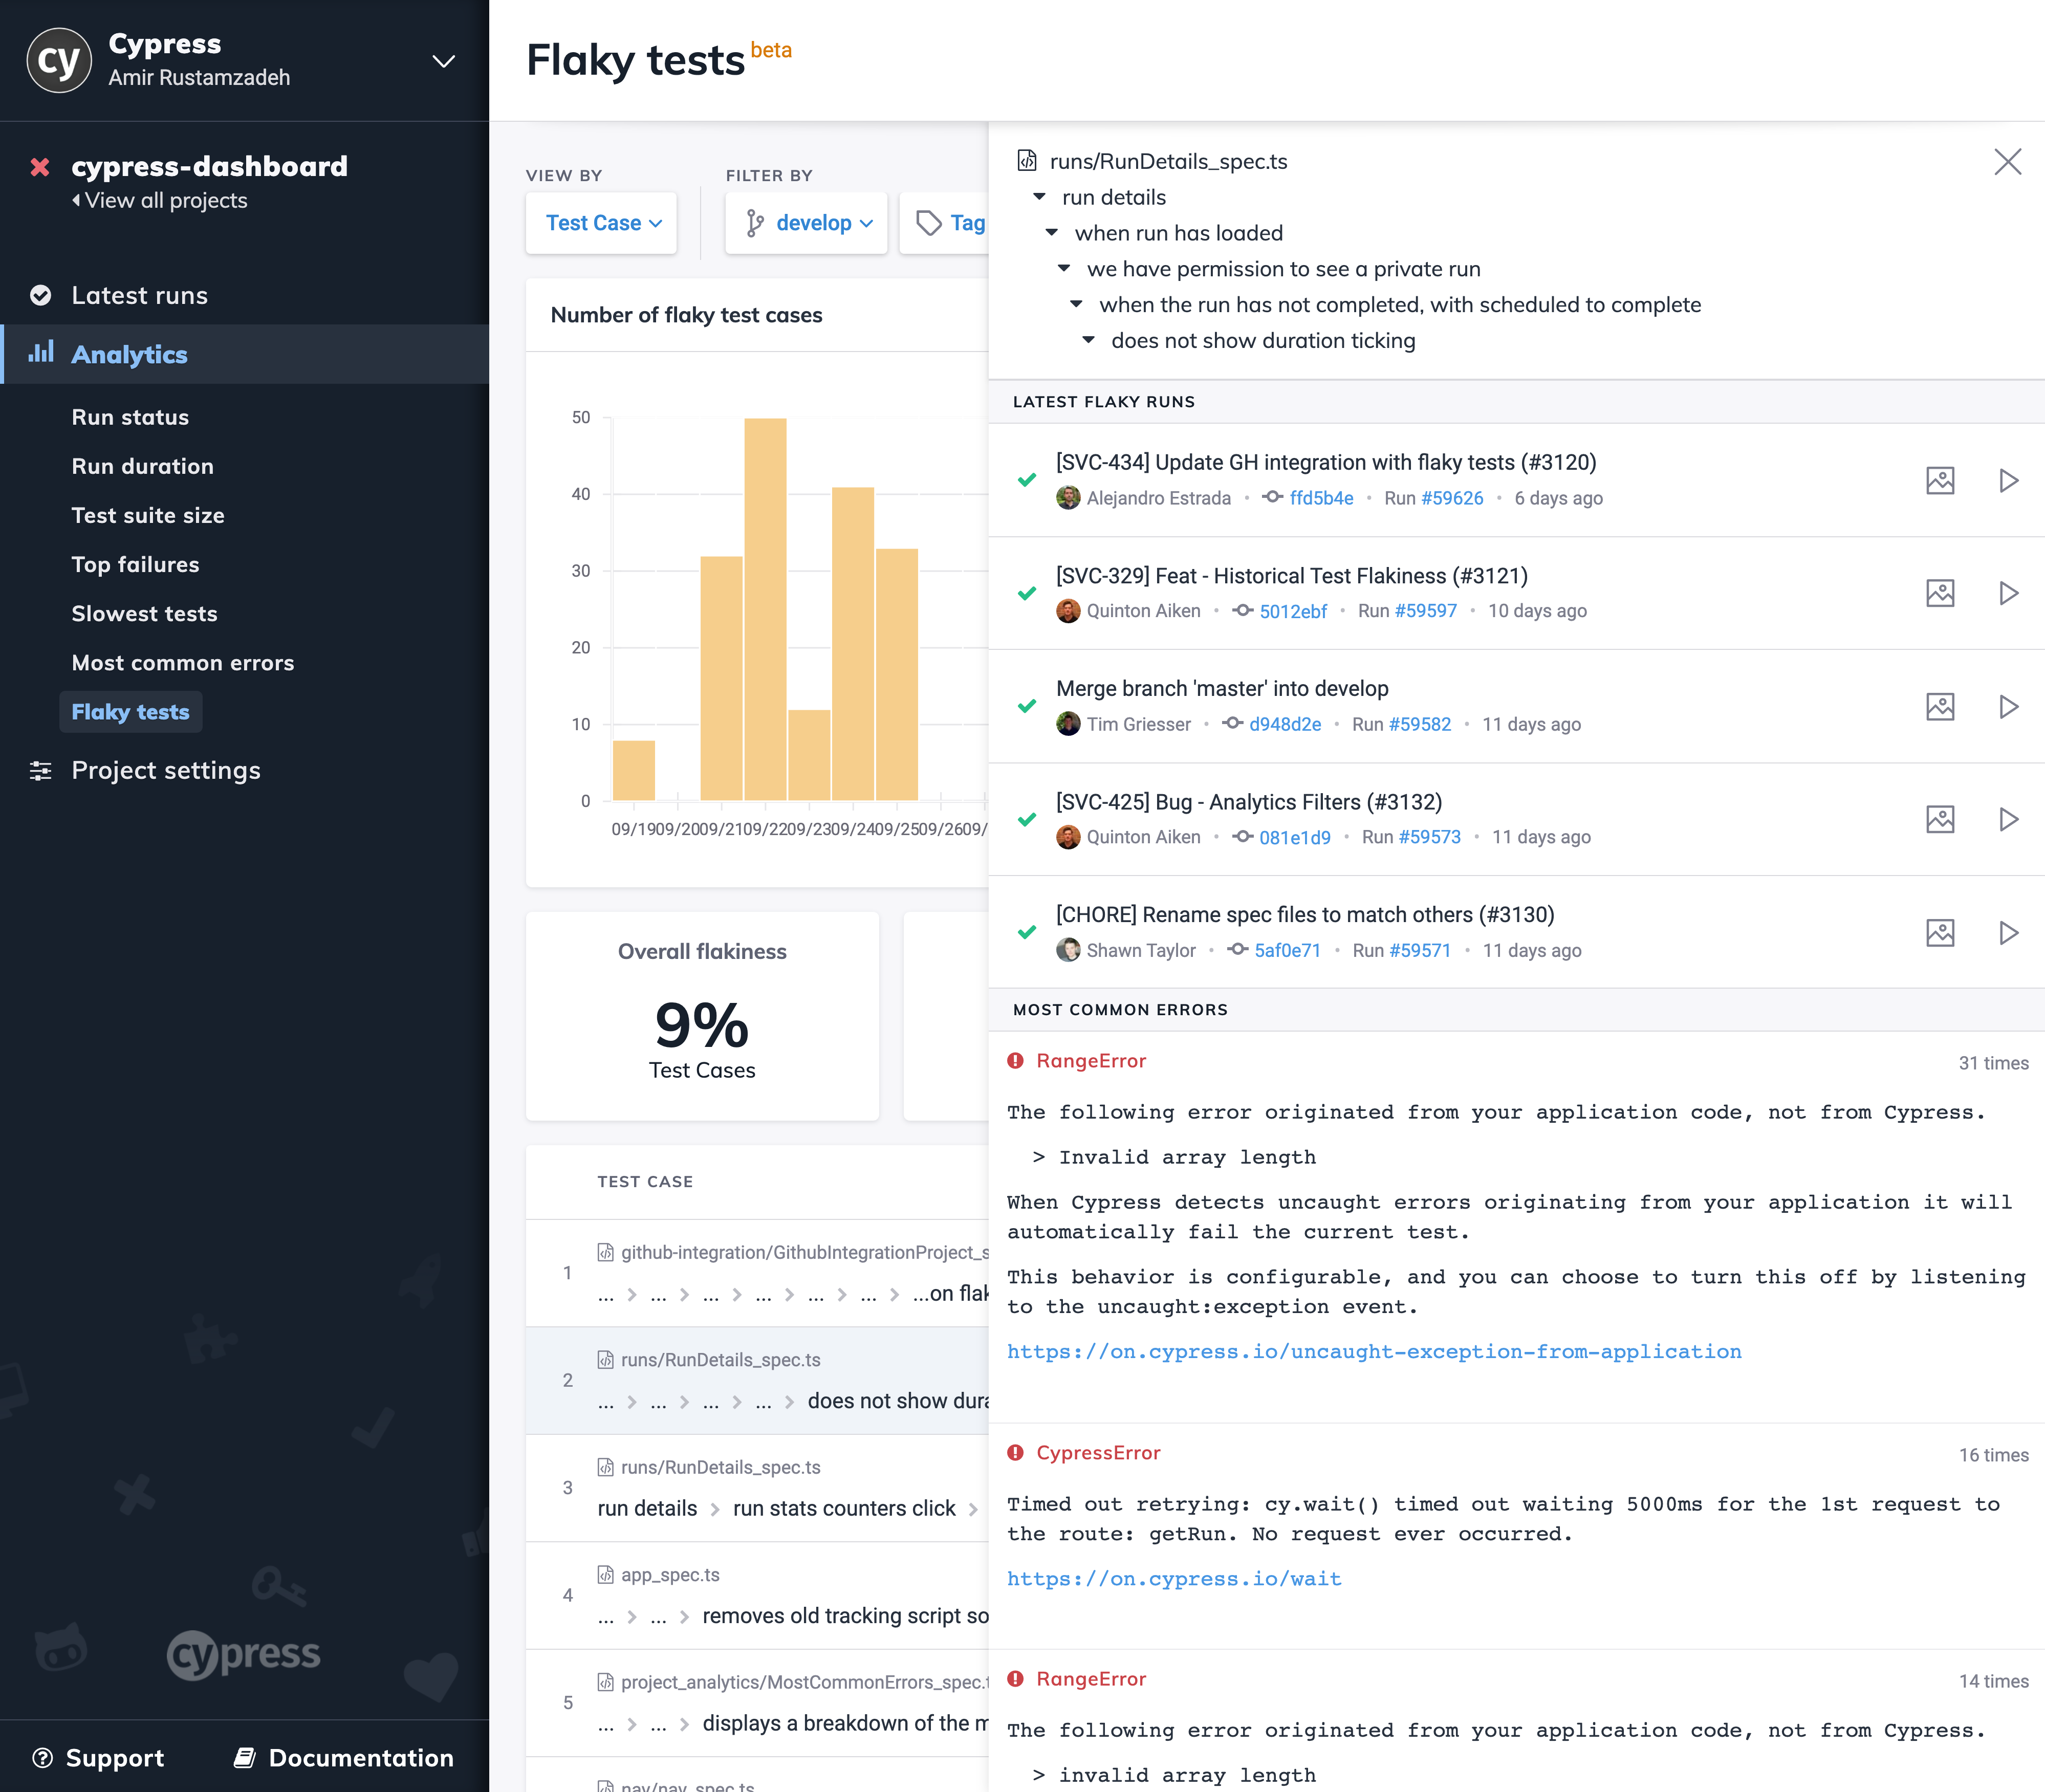 cy
Cypress
Amir Rustamzadeh
cypress-dashboard
View all projects
Latest runs
Analytics
Run status
Run duration
Test suite size
Top failures
Slowest tests
Most common errors
Flaky tests
Project settings
cypress
Support
Documentation
Flaky tests beta
VIEW BY
FILTER BY
Test Case
develop
Tag
Number of flaky test cases
50
40
30
20
10
0
09/19 09/20 09/21 09/22 09/23 09/24 09/25 09/26 09/
Overall flakiness
9%
Test Cases
TEST CASE
1
github-integration/GithubIntegrationProject_s
... > ... > ... > ... > ... > ... > ...on flak
2
runs/RunDetails_spec.ts
... > ... > ... > ... > does not show dura
3
runs/RunDetails_spec.ts
run details > run stats counters click >
4
app_spec.ts
... > ... > removes old tracking script so
5
project_analytics/MostCommonErrors_spec.t
... > ... > displays a breakdown of the m
nav/nav_spec.ts
runs/RunDetails_spec.ts
run details
when run has loaded
we have permission to see a private run
when the run has not completed, with scheduled to complete
does not show duration ticking
LATEST FLAKY RUNS
[SVC-434] Update GH integration with flaky tests (#3120)
Alejandro Estrada • ffd5b4e • Run #59626 • 6 days ago
[SVC-329] Feat - Historical Test Flakiness (#3121)
Quinton Aiken • 5012ebf • Run #59597 • 10 days ago
Merge branch 'master' into develop
Tim Griesser • d948d2e • Run #59582 • 11 days ago
[SVC-425] Bug - Analytics Filters (#3132)
Quinton Aiken • 081e1d9 • Run #59573 • 11 days ago
[CHORE] Rename spec files to match others (#3130)
Shawn Taylor • 5af0e71 • Run #59571 • 11 days ago
MOST COMMON ERRORS
RangeError
31 times
The following error originated from your application code, not from Cypress.
> Invalid array length
When Cypress detects uncaught errors originating from your application it will
automatically fail the current test.
This behavior is configurable, and you can choose to turn this off by listening
to the uncaught:exception event.
https://on.cypress.io/uncaught-exception-from-application
CypressError
16 times
Timed out retrying: cy.wait() timed out waiting 5000ms for the 1st request to
the route: getRun. No request ever occurred.
https://on.cypress.io/wait
RangeError
14 times
The following error originated from your application code, not from Cypress.
> invalid array length